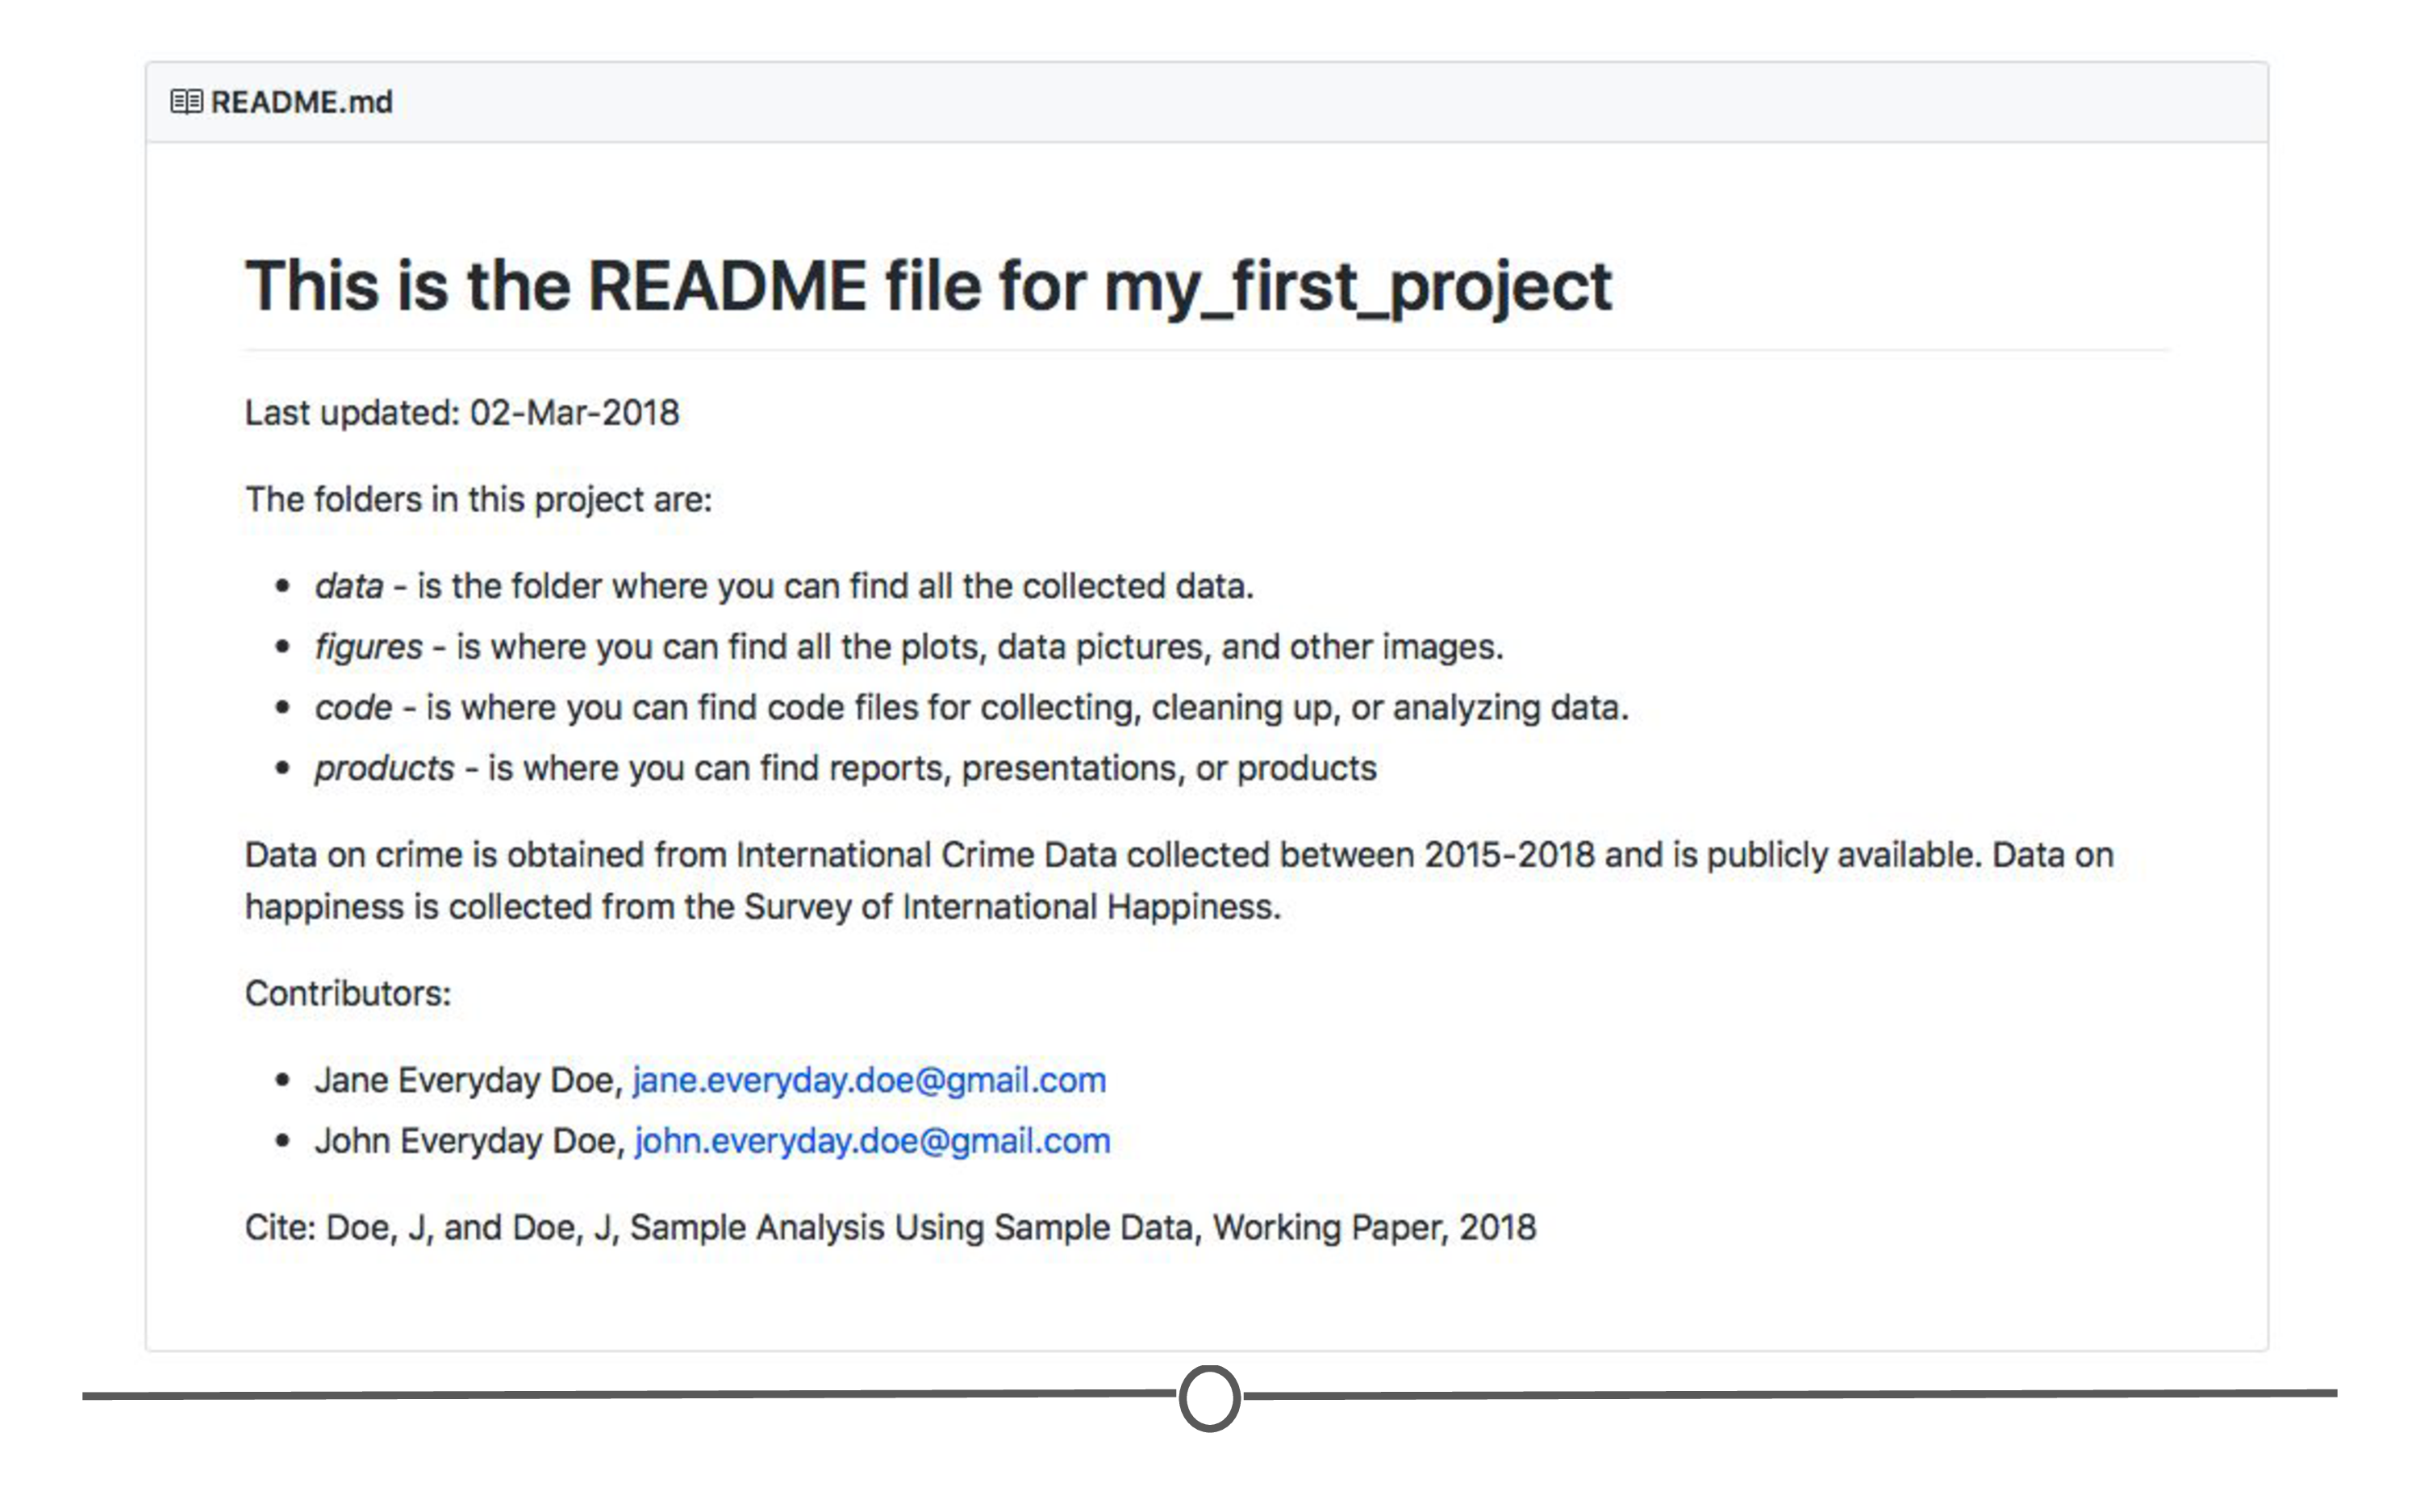 README.md
This is the README file for my_first_project
Last updated: 02-Mar-2018
The folders in this project are:
• data - is the folder where you can find all the collected data.
• figures - is where you can find all the plots, data pictures, and other images.
• code - is where you can find code files for collecting, cleaning up, or analyzing data.
• products - is where you can find reports, presentations, or products
Data on crime is obtained from International Crime Data collected between 2015-2018 and is publicly available. Data on
happiness is collected from the Survey of International Happiness.
Contributors:
• Jane Everyday Doe, jane.everyday.doe@gmail.com
• John Everyday Doe, john.everyday.doe@gmail.com
Cite: Doe, J, and Doe, J, Sample Analysis Using Sample Data, Working Paper, 2018